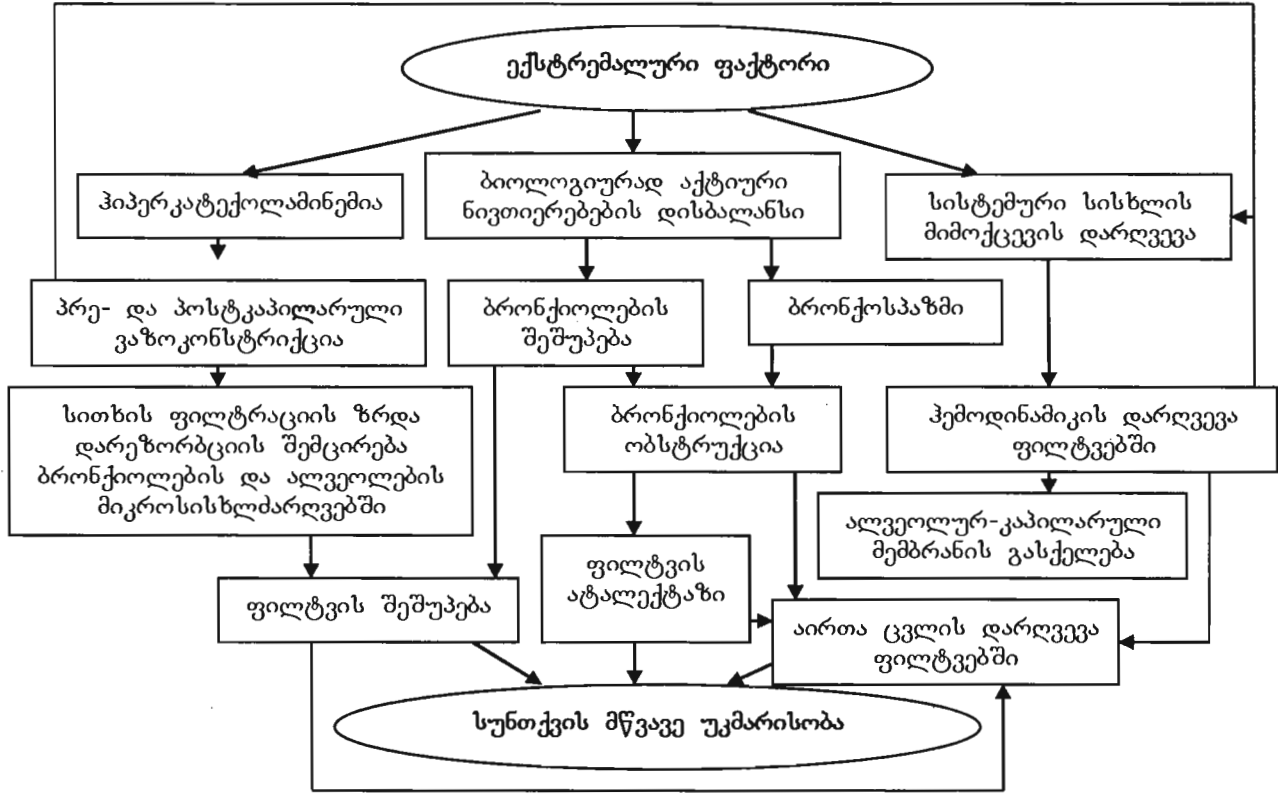 ექსტრემალური ფაქტორი
ჰიპერკატექოლამინემია
ბიოლოგიურად აქტიური
ნივთიერებების დისბალანსი
სისტემური სისხლის
მიმოქცევის დარღვევა
პრე- და პოსტკაპილარული
ვაზოკონსტრიქცია
ბრონქიოლების
შეშუპება
ბრონქოსპაზმი
სითხის ფილტრაციის ზრდა
დარეზორბციის შემცირება
ბრონქიოლების და ალვეოლების
მიკროსისხლძარღვებში
ბრონქიოლების
ობსტრუქცია
ჰემოდინამიკის დარღვევა
ფილტვებში
ალვეოლურ-კაპილარული
მემბრანის გასქელება
ფილტვის შეშუპება
ფილტვის
ატალექტაზი
აირთა ცვლის დარღვევა
ფილტვებში
სუნთქვის მწვავე უკმარისობა